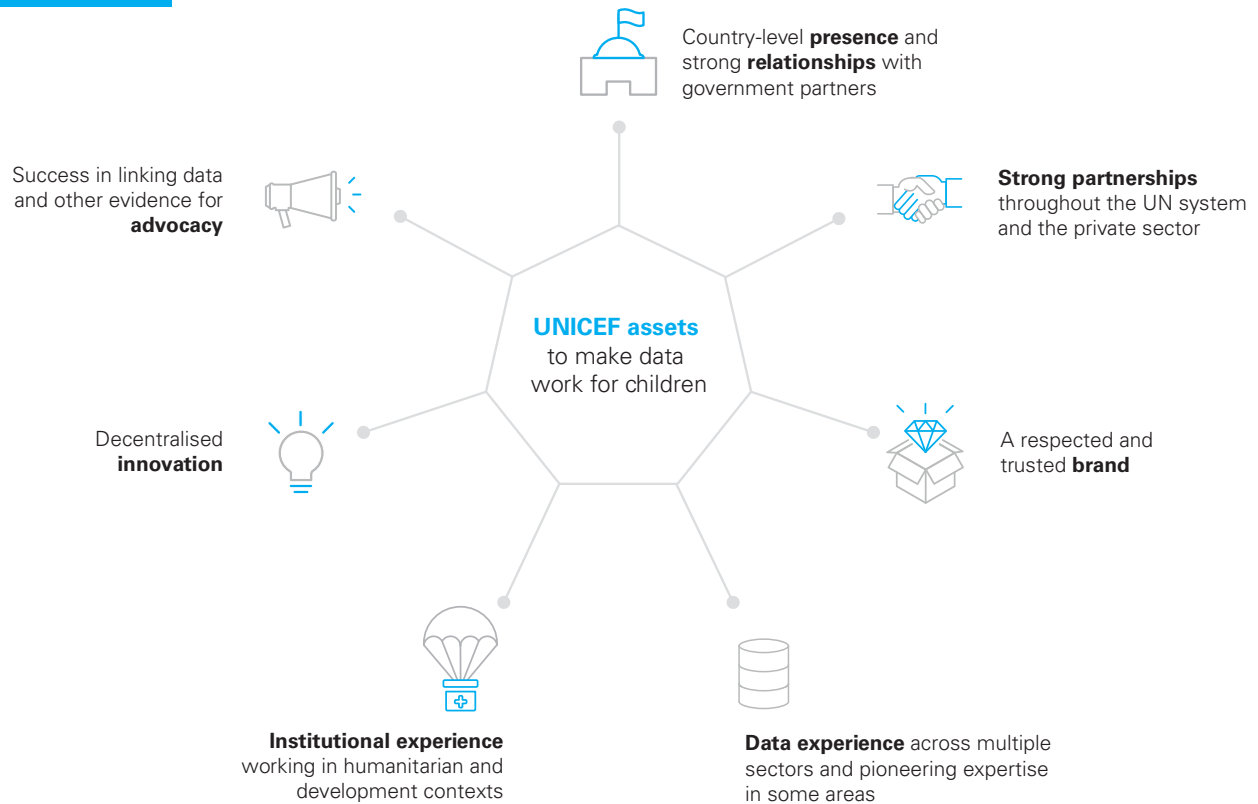 Country-level presence and
strong relationships with
government partners
Success in linking data
and other evidence for
advocacy
Strong partnerships
throughout the UN system
and the private sector
UNICEF assets
to make data
work for children
Decentralised
innovation
A respected and
trusted brand
Institutional experience
working in humanitarian and
development contexts
Data experience across multiple
sectors and pioneering expertise
in some areas